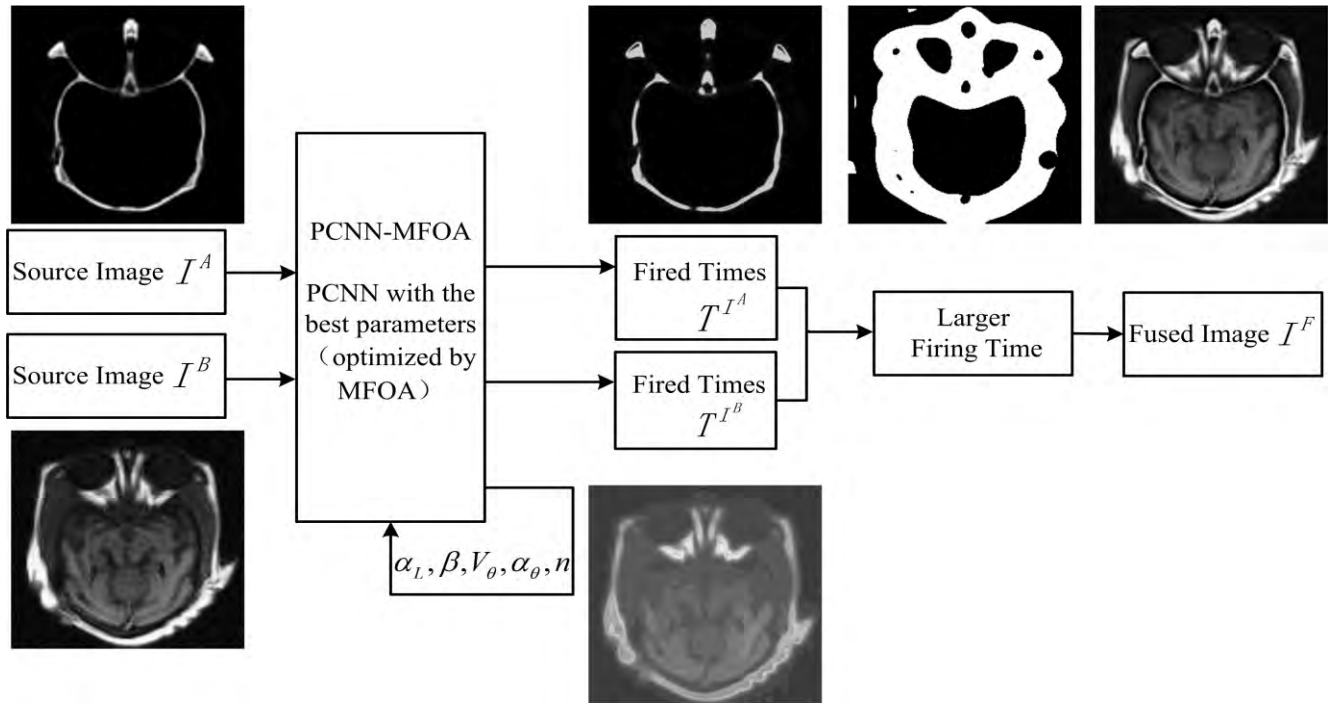 Source Image I^A
Source Image I^B
PCNN-MFOA
PCNN with the
best parameters
（optimized by
MFOA）
α_L, β, V_θ, α_θ, n
Fired Times
T^{I^A}
Fired Times
T^{I^B}
Larger
Firing Time
Fused Image I^F